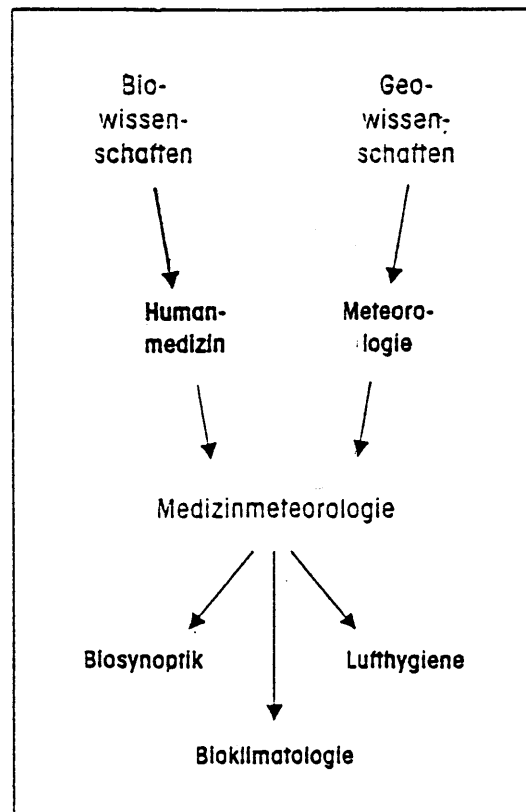 Bio-
wissen-
schaften
Geo-
wissen-
schaften
Human-
medizin
Meteoro-
logie
Medizinmeteorologie
Biosynoptik
Lufthygiene
Bioklimatologie